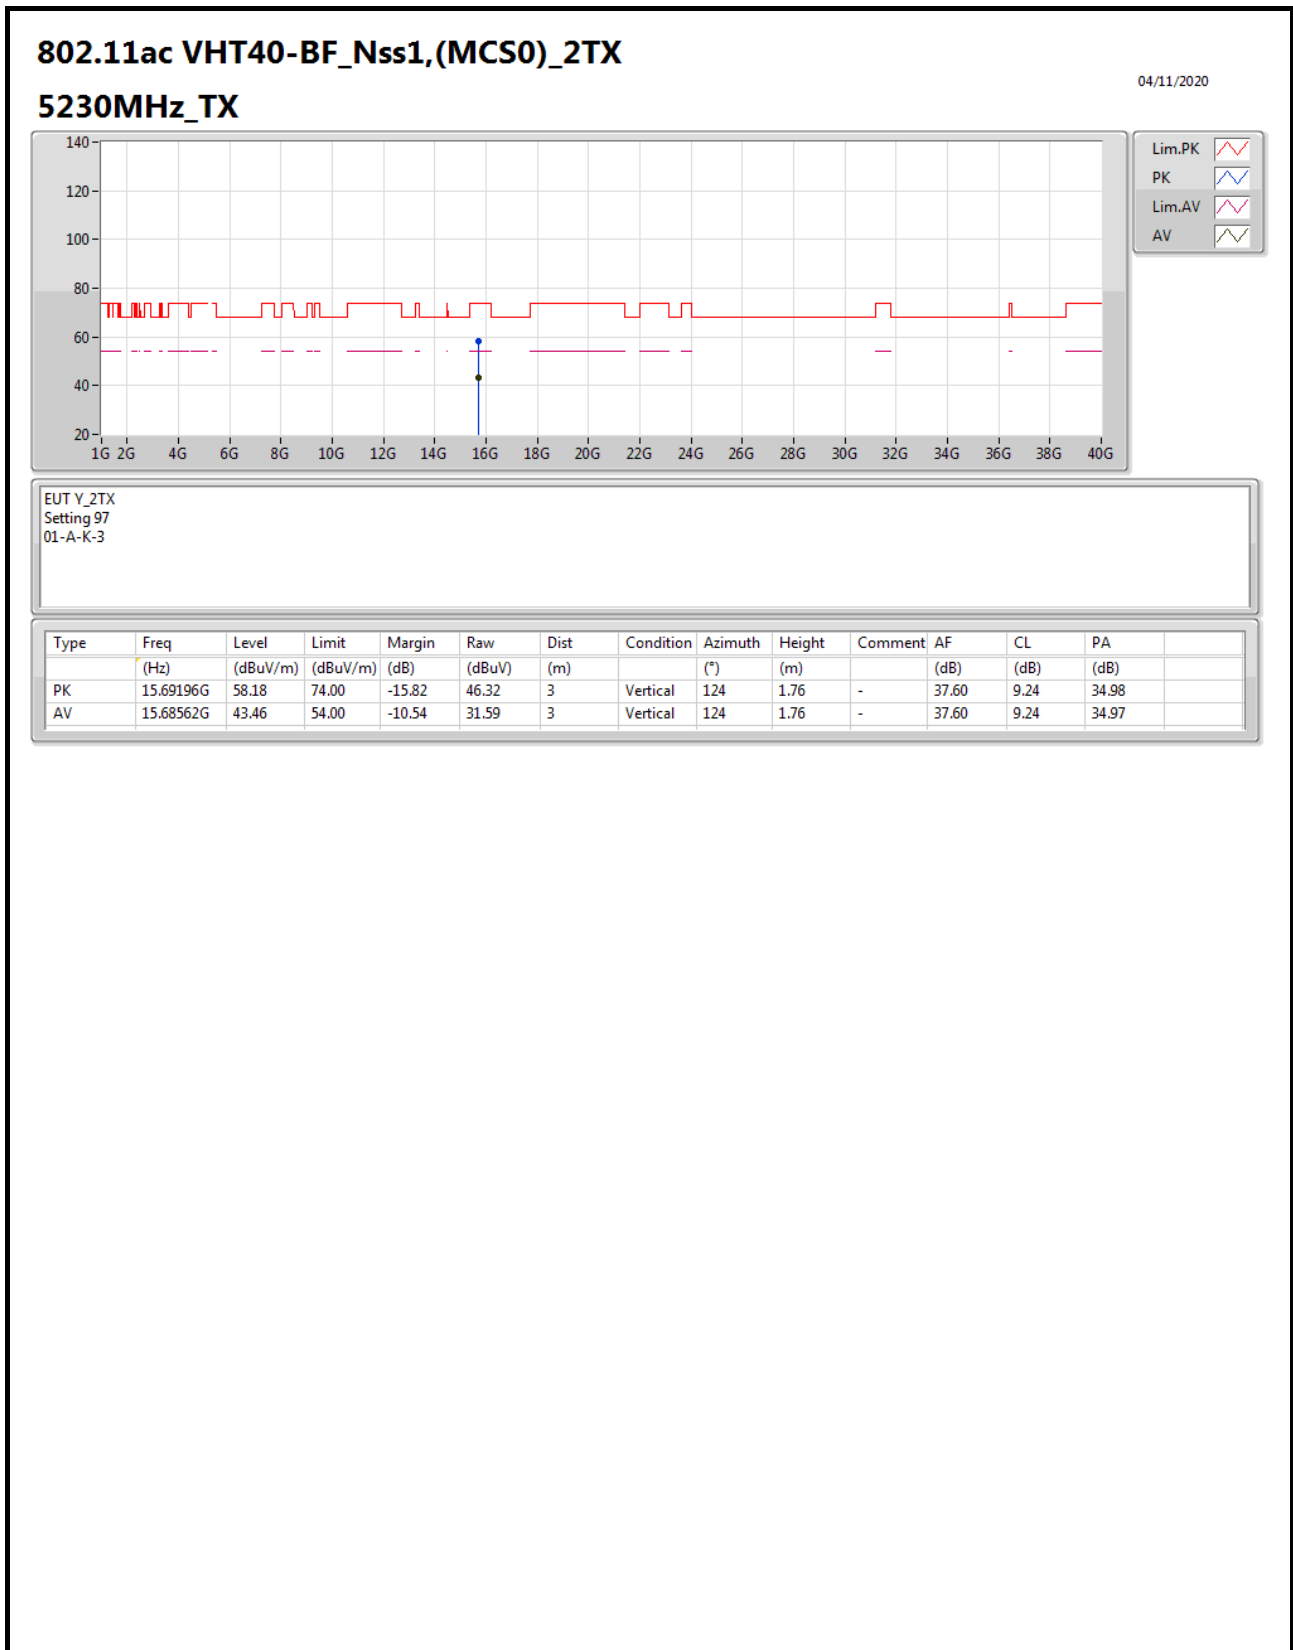 802.11ac VHT40-BF_Nss1,(MCS0)_2TX
04/11/2020
5230MHz_TX
140
120
100
80
60
40
20
1G 2G 4G 6G 8G 10G 12G 14G 16G 18G 20G 22G 24G 26G 28G 30G 32G 34G 36G 38G 40G
Lim.PK
PK
Lim.AV
AV
EUT Y_2TX
Setting 97
01-A-K-3
Type Freq Level Limit Margin Raw Dist Condition Azimuth Height Comment AF CL PA
(Hz) (dBuV/m) (dBuV/m) (dB) (dBuV) (m) (°) (m) (dB) (dB) (dB)
PK 15.69196G 58.18 74.00 -15.82 46.32 3 Vertical 124 1.76 - 37.60 9.24 34.98
AV 15.68562G 43.46 54.00 -10.54 31.59 3 Vertical 124 1.76 - 37.60 9.24 34.97